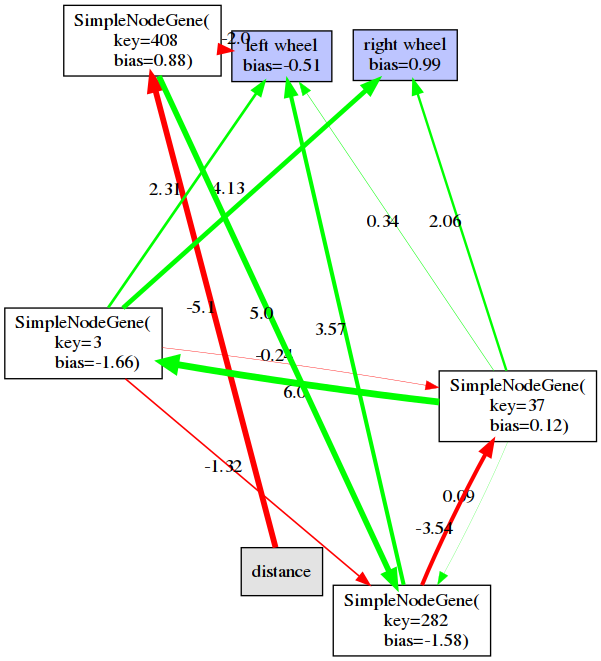 SimpleNodeGene(
key=408
bias=0.88)
-2.0
left wheel
bias=-0.51
right wheel
bias=0.99
2.31
4.13
0.34
2.06
-5.1
5.0
3.57
SimpleNodeGene(
key=3
bias=-1.66)
6.0
SimpleNodeGene(
key=37
bias=0.12)
-1.32
0.09
-3.54
distance
SimpleNodeGene(
key=282
bias=-1.58)